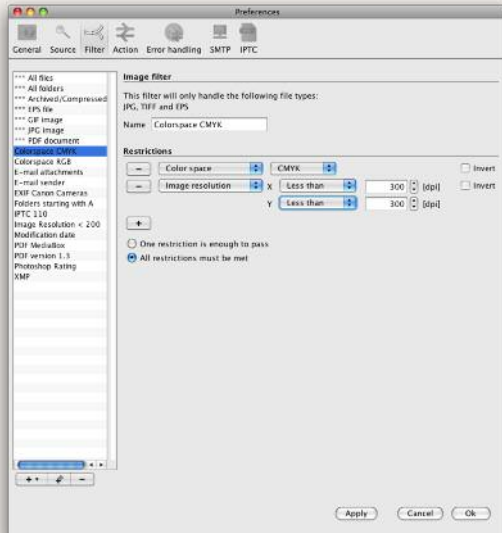 Preferences
General Source Filter Action Error handling SMTP IPTC
*** All files
*** All folders
*** Archived/Compressed
*** EPS file
*** GIF image
*** JPG image
*** PDF document
Colorspace CMYK
Colorspace RGB
E-mail attachments
E-mail sender
EXIF Canon Cameras
Folders starting with A
IPTC 110
Image Resolution < 200
Modification date
PDF MediaBox
PDF version 1.3
Photoshop Rating
XMP
Image filter
This filter will only handle the following file types:
JPG, TIFF and EPS
Name Colorspace CMYK
Restrictions
Color space CMYK Invert
Image resolution X Less than 300 [dpi] Invert
Y Less than 300 [dpi]
One restriction is enough to pass
All restrictions must be met
Apply Cancel Ok